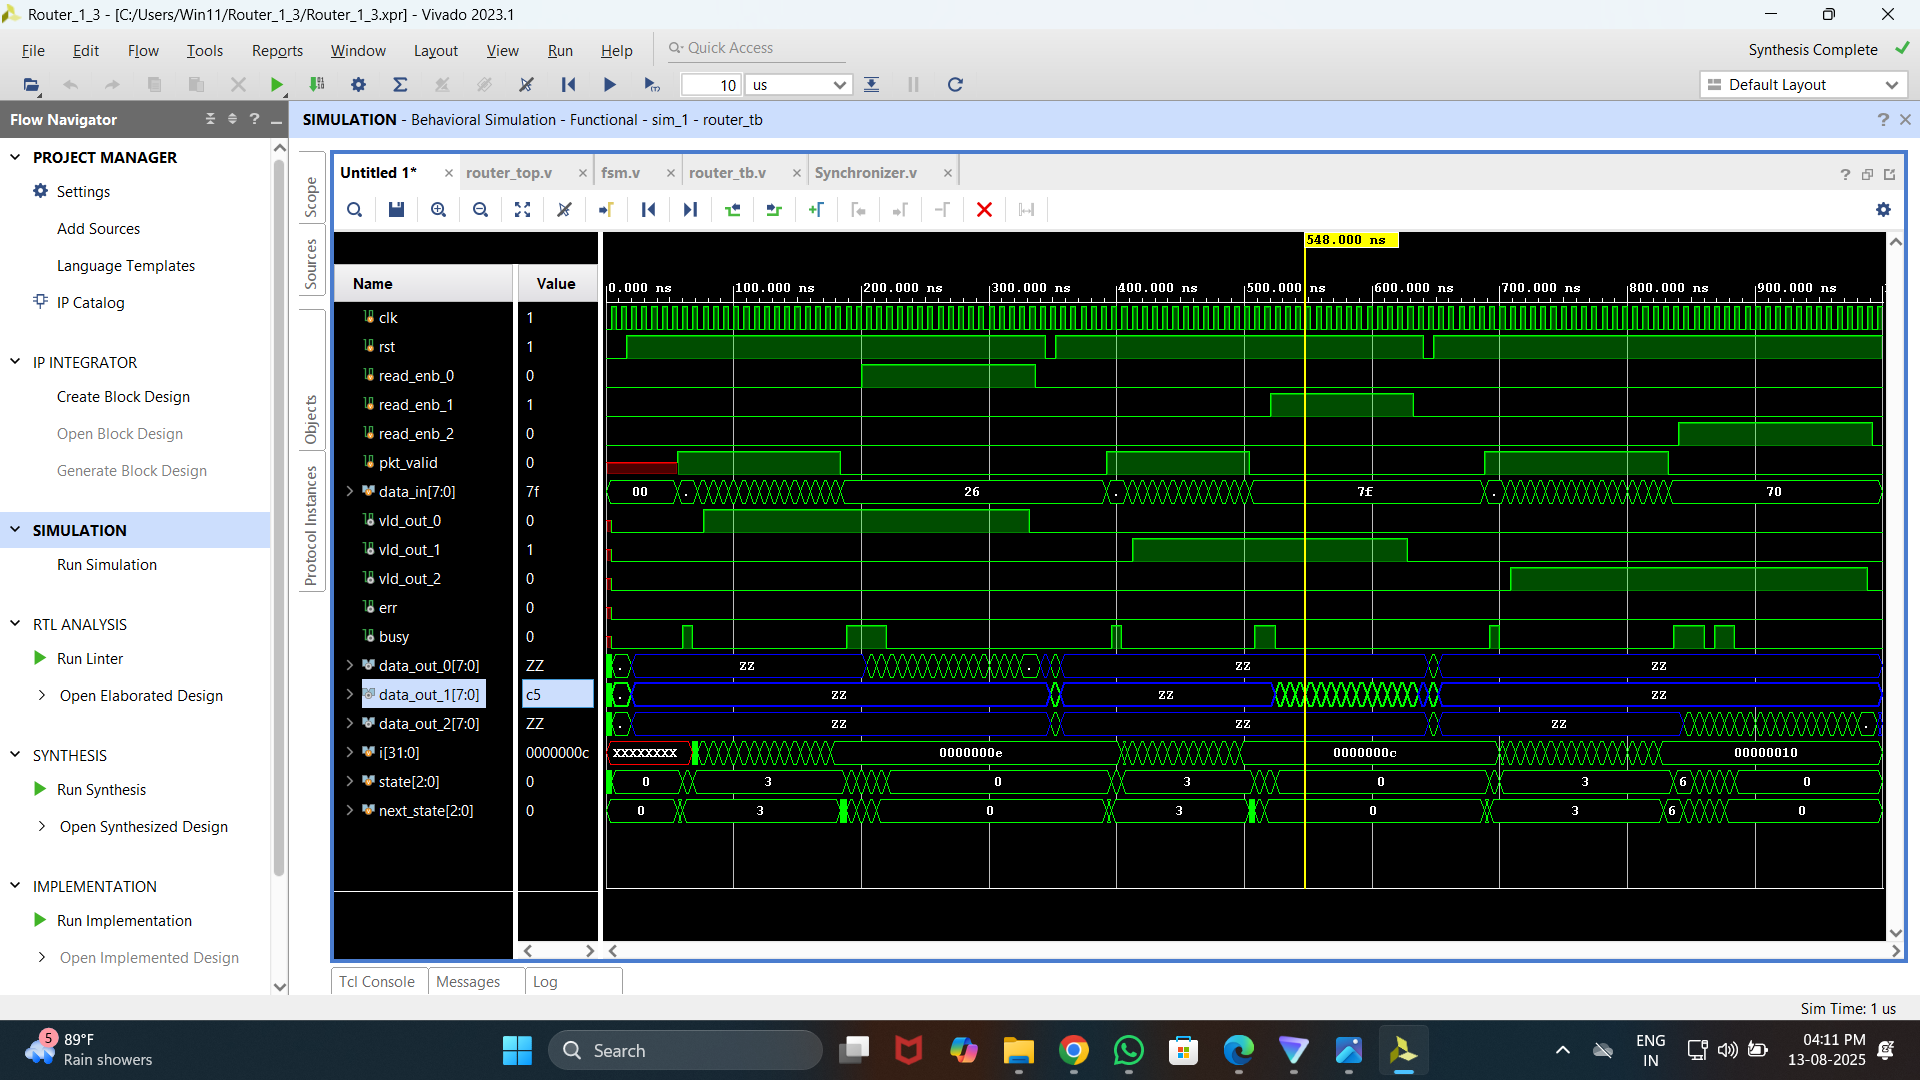 Router_1_3 - [C:/Users/Win11/Router_1_3/Router_1_3.xpr] - Vivado 2023.1
File Edit Flow Tools Reports Window Layout View Run Help Quick Access
Synthesis Complete
10 us
Default Layout
Flow Navigator
SIMULATION - Behavioral Simulation - Functional - sim_1 - router_tb
PROJECT MANAGER
Settings
Add Sources
Language Templates
IP Catalog
IP INTEGRATOR
Create Block Design
Open Block Design
Generate Block Design
SIMULATION
Run Simulation
RTL ANALYSIS
Run Linter
Open Elaborated Design
SYNTHESIS
Run Synthesis
Open Synthesized Design
IMPLEMENTATION
Run Implementation
Open Implemented Design
Scope
Sources
Objects
Protocol Instances
Untitled 1* router_top.v fsm.v router_tb.v Synchronizer.v
548.000 ns
Name Value
0.000 ns 100.000 ns 200.000 ns 300.000 ns 400.000 ns 500.000 ns 600.000 ns 700.000 ns 800.000 ns 900.000 ns
clk 1
rst 1
read_enb_0 0
read_enb_1 1
read_enb_2 0
pkt_valid 0
data_in[7:0] 7f 00 . 26 . 7f . 70
vld_out_0 0
vld_out_1 1
vld_out_2 0
err 0
busy 0
data_out_0[7:0] ZZ . ZZ . ZZ ZZ
data_out_1[7:0] c5 . ZZ ZZ ZZ
data_out_2[7:0] ZZ . ZZ ZZ ZZ .
i[31:0] 0000000c XXXXXXXX 0000000e 0000000c 00000010
state[2:0] 0 0 3 0 3 0 3 6 0
next_state[2:0] 0 0 3 0 3 0 3 6 0
Tcl Console Messages Log
Sim Time: 1 us
5
89°F
Rain showers
Search
ENG
IN
04:11 PM
13-08-2025